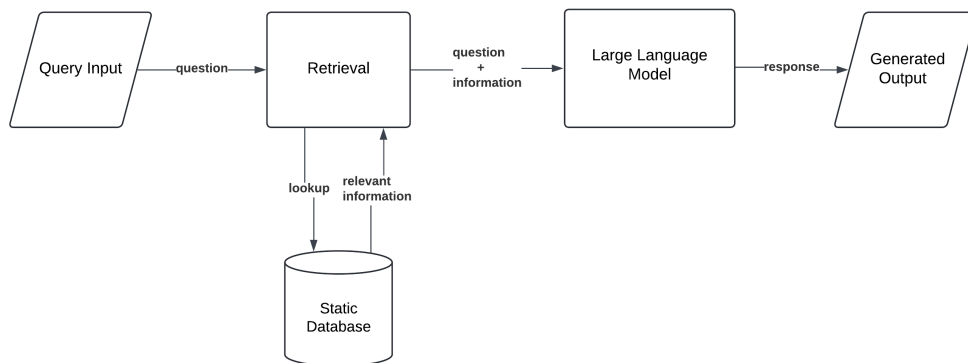 Query Input
question
Retrieval
question
+
information
Large Language
Model
response
Generated
Output
lookup
relevant
information
Static
Database